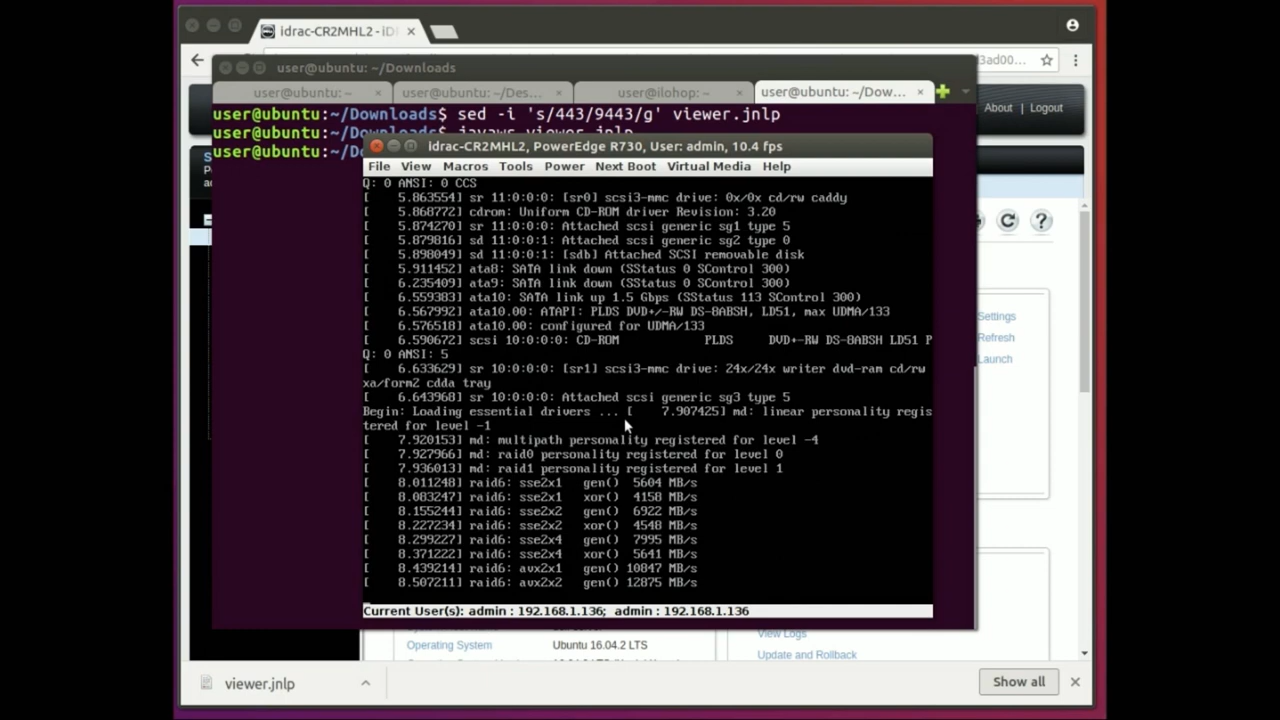 idrac-CR2MHL2 - iD
3ad00...
user@ubuntu: ~/Downloads
user@ubuntu: ~
user@ubuntu: ~/Des...
user@ilohop: ~
user@ubuntu: ~/Dow...
About | Logout
user@ubuntu:~/Downloads$ sed -i 's/443/9443/g' viewer.jnlp
user@ubuntu:~/Downloads$ javaws viewer.jnlp
user@ubuntu:~/D
idrac-CR2MHL2, PowerEdge R730, User: admin, 10.4 fps
File View Macros Tools Power Next Boot Virtual Media Help
Q: 0 ANSI: 0 CCS
[    5.863554] sr 11:0:0:0: [sr0] scsi3-mmc drive: 0x/0x cd/rw caddy
[    5.868772] cdrom: Uniform CD-ROM driver Revision: 3.20
[    5.874270] sr 11:0:0:0: Attached scsi generic sg1 type 5
[    5.879816] sd 11:0:0:1: Attached scsi generic sg2 type 0
[    5.898049] sd 11:0:0:1: [sdb] Attached SCSI removable disk
[    5.911452] ata8: SATA link down (SStatus 0 SControl 300)
[    6.235409] ata9: SATA link down (SStatus 0 SControl 300)
[    6.559383] ata10: SATA link up 1.5 Gbps (SStatus 113 SControl 300)
[    6.567992] ata10.00: ATAPI: PLDS DVD+/-RW DS-8ABSH, LD51, max UDMA/133
[    6.576518] ata10.00: configured for UDMA/133
[    6.590672] scsi 10:0:0:0: CD-ROM            PLDS     DVD+-RW DS-8ABSH LD51 P
Q: 0 ANSI: 5
[    6.633629] sr 10:0:0:0: [sr1] scsi3-mmc drive: 24x/24x writer dvd-ram cd/rw
xa/form2 cdda tray
[    6.643968] sr 10:0:0:0: Attached scsi generic sg3 type 5
Begin: Loading essential drivers ... [    7.907425] md: linear personality regis
tered for level -1
[    7.920153] md: multipath personality registered for level -4
[    7.927966] md: raid0 personality registered for level 0
[    7.936013] md: raid1 personality registered for level 1
[    8.011248] raid6: sse2x1   gen()  5604 MB/s
[    8.083247] raid6: sse2x1   xor()  4158 MB/s
[    8.155244] raid6: sse2x2   gen()  6922 MB/s
[    8.227234] raid6: sse2x2   xor()  4548 MB/s
[    8.299227] raid6: sse2x4   gen()  7995 MB/s
[    8.371222] raid6: sse2x4   xor()  5641 MB/s
[    8.439214] raid6: avx2x1   gen() 10847 MB/s
[    8.507211] raid6: avx2x2   gen() 12875 MB/s
Current User(s): admin : 192.168.1.136;  admin : 192.168.1.136
Settings
Refresh
Launch
Operating System
Ubuntu 16.04.2 LTS
View Logs
Update and Rollback
viewer.jnlp
Show all